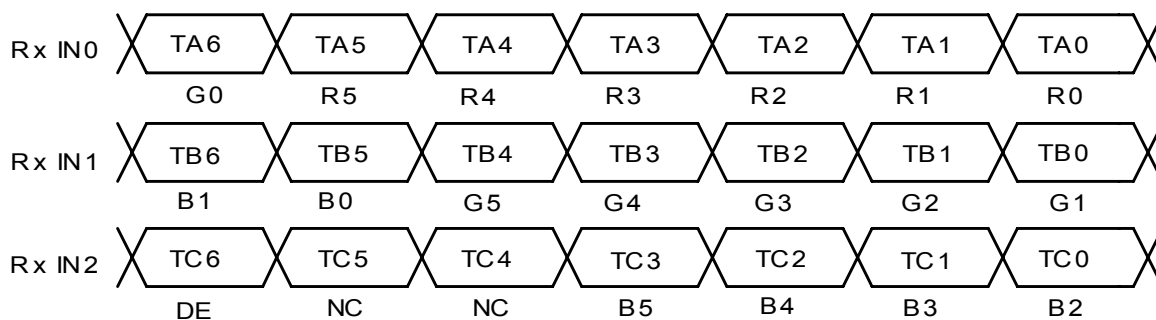 Rx IN0 TA6 TA5 TA4 TA3 TA2 TA1 TA0
G0 R5 R4 R3 R2 R1 R0
Rx IN1 TB6 TB5 TB4 TB3 TB2 TB1 TB0
B1 B0 G5 G4 G3 G2 G1
Rx IN2 TC6 TC5 TC4 TC3 TC2 TC1 TC0
DE NC NC B5 B4 B3 B2